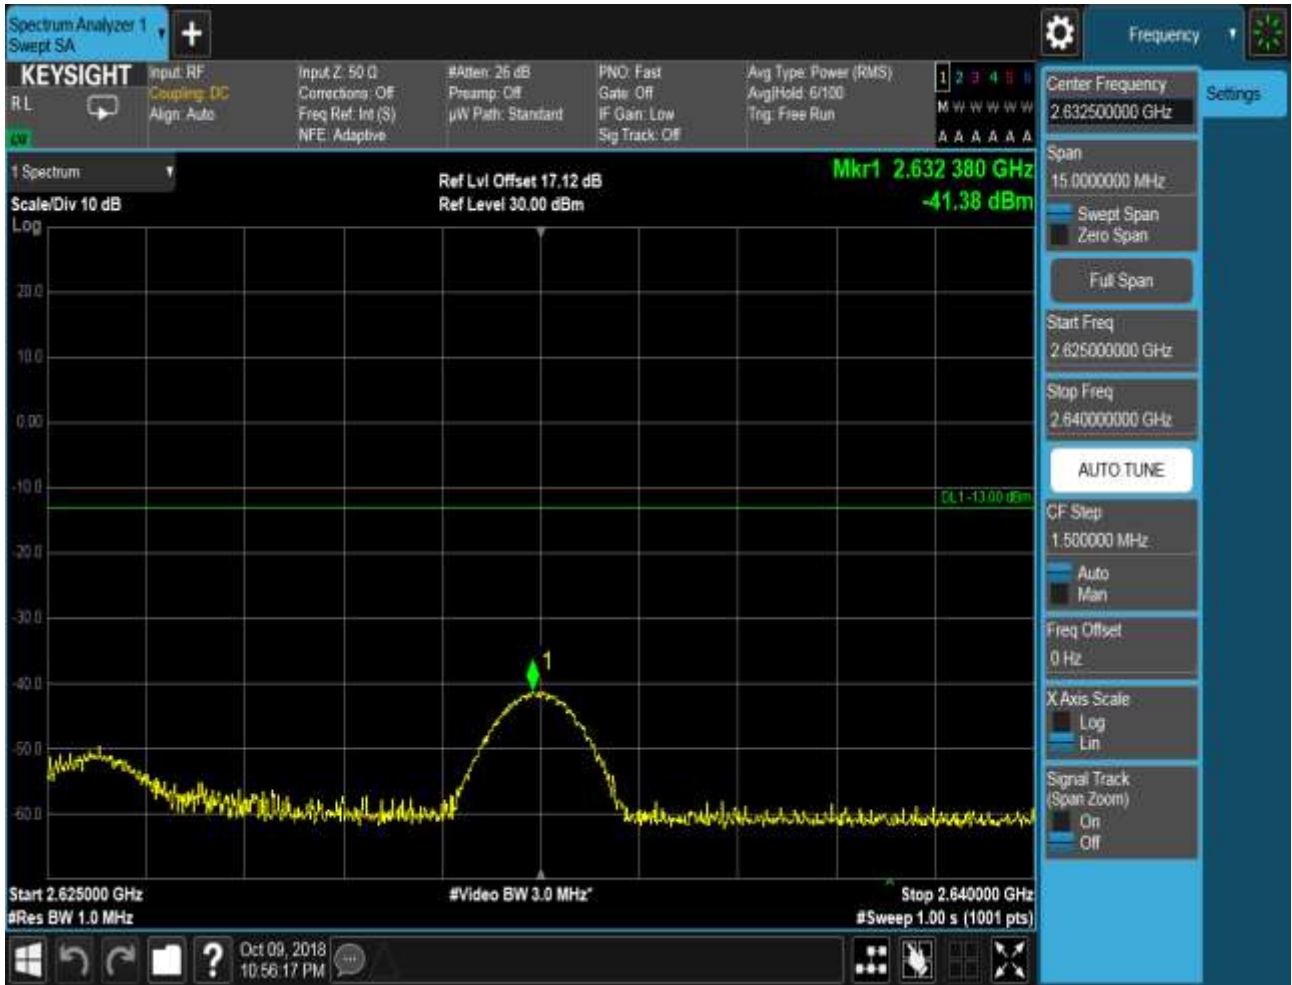 Spectrum Analyzer 1
Swept SA
+
Frequency
KEYSIGHT
RL
LXI
Input: RF
Coupling: DC
Align: Auto
Input Z: 50 Ω
Corrections: Off
Freq Ref: Int (S)
NFE: Adaptive
#Atten: 26 dB
Preamp: Off
µW Path: Standard
PNO: Fast
Gate: Off
IF Gain: Low
Sig Track: Off
Avg Type: Power (RMS)
Avg|Hold: 6/100
Trig: Free Run
1 2 3 4 5 6
M W W W W W
A A A A A A
1 Spectrum
Scale/Div 10 dB
Log
Ref Lvl Offset 17.12 dB
Ref Level 30.00 dBm
Mkr1 2.632 380 GHz
-41.38 dBm
20.0
10.0
0.00
-10.0
DL1 -13.00 dBm
-20.0
-30.0
1
-40.0
-50.0
-60.0
Start 2.625000 GHz
#Res BW 1.0 MHz
#Video BW 3.0 MHz*
Stop 2.640000 GHz
#Sweep 1.00 s (1001 pts)
?
Oct 09, 2018
10:56:17 PM
Center Frequency
2.632500000 GHz
Settings
Span
15.0000000 MHz
Swept Span
Zero Span
Full Span
Start Freq
2.625000000 GHz
Stop Freq
2.640000000 GHz
AUTO TUNE
CF Step
1.500000 MHz
Auto
Man
Freq Offset
0 Hz
X Axis Scale
Log
Lin
Signal Track
(Span Zoom)
On
Off